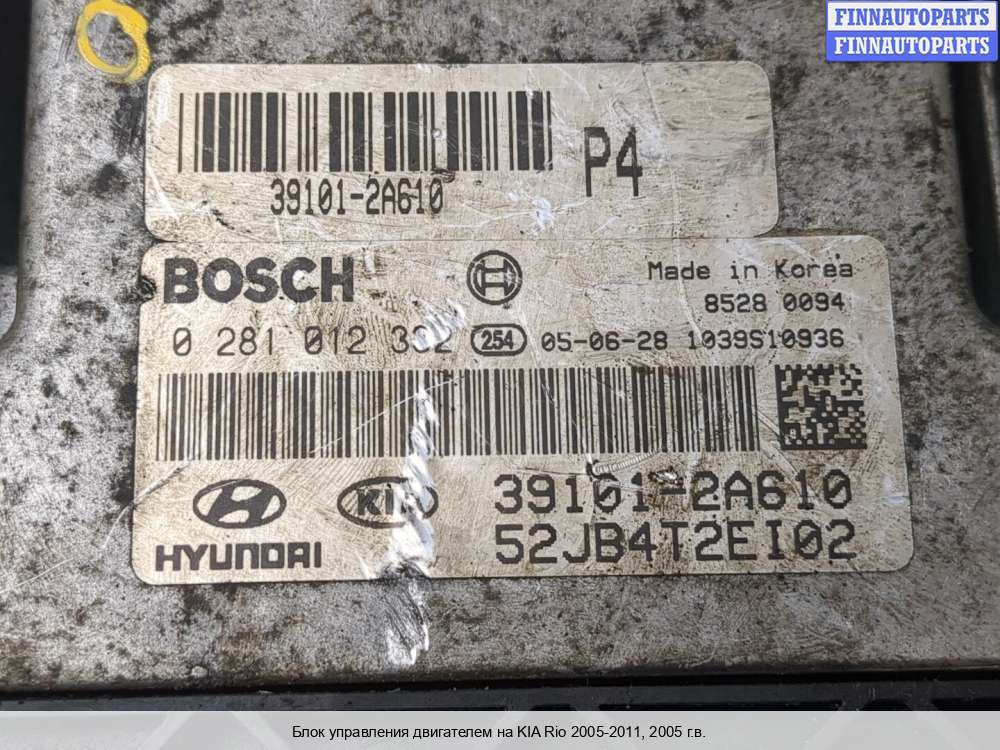 FINNAUTOPARTS
FINNAUTOPARTS
P4
39101-2A610
BOSCH
Made in Korea
8528 0094
0 281 012 332 254 05-06-28 1039S10936
39101-2A610
HYUNDAI KIA 52JB4T2EI02
Блок управления двигателем на KIA Rio 2005-2011, 2005 г.в.